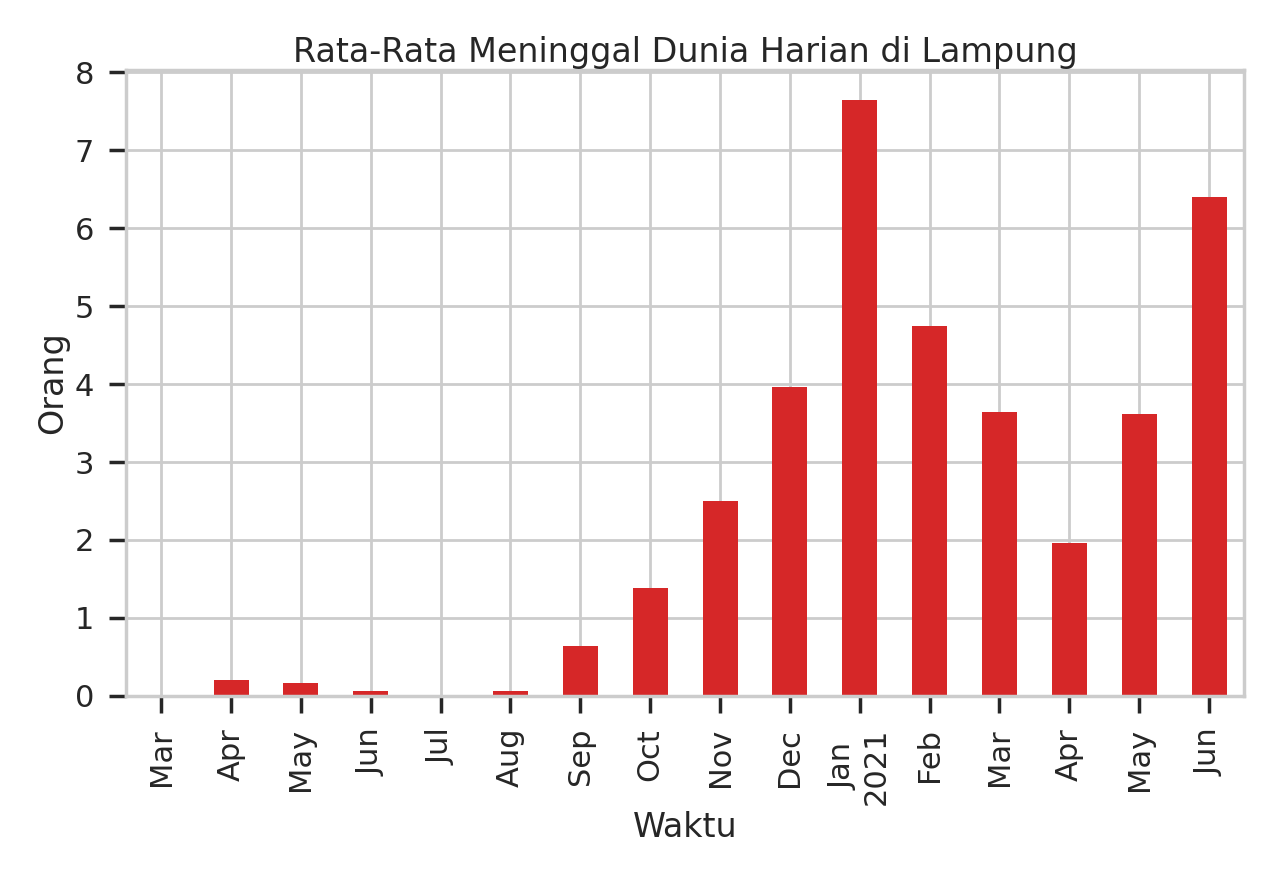 Rata-Rata Meninggal Dunia Harian di Lampung
8
7
6
5
4
3
2
1
0
Orang
Mar
Apr
May
Jun
Jul
Aug
Sep
Oct
Nov
Dec
Jan
2021
Feb
Mar
Apr
May
Jun
Waktu